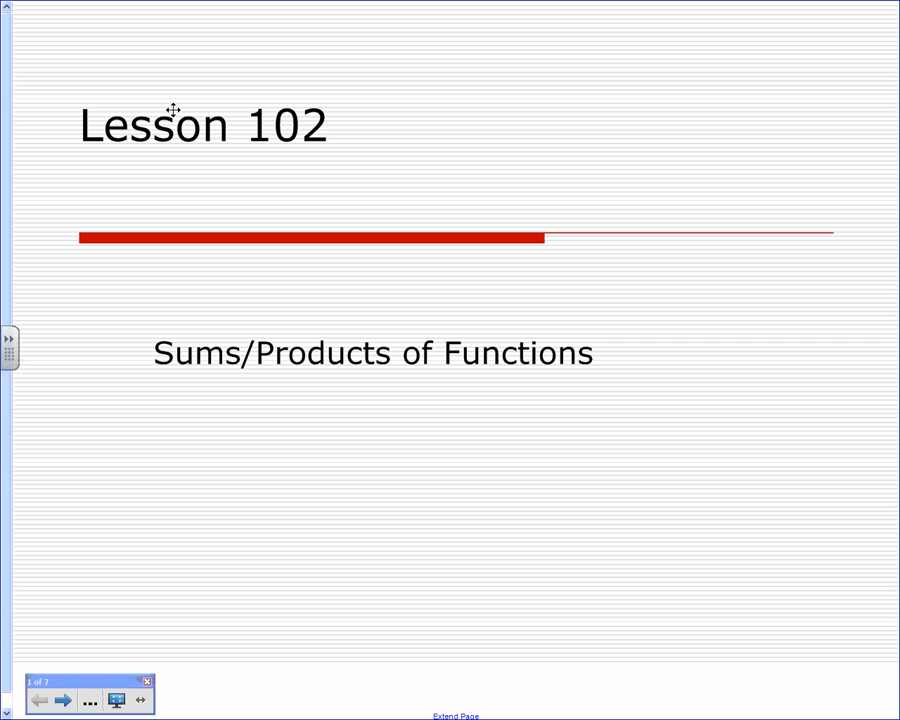 Lesson 102
Sums/Products of Functions
1 of 7
...
Extend Page